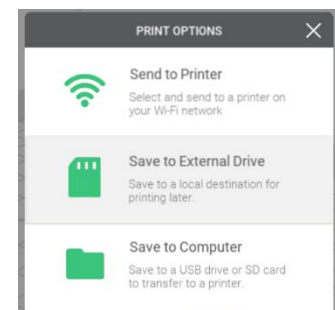 PRINT OPTIONS
Send to Printer
Select and send to a printer on
your Wi-Fi network
Save to External Drive
Save to a local destination for
printing later.
Save to Computer
Save to a USB drive or SD card
to transfer to a printer.